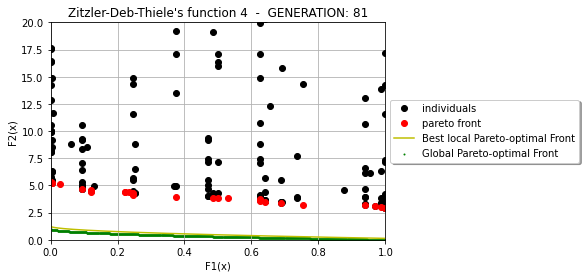 Zitzler-Deb-Thiele's function 4 - GENERATION: 81
20.0
17.5
15.0
12.5
10.0
7.5
5.0
2.5
0.0
F2(x)
0.0 0.2 0.4 0.6 0.8 1.0
F1(x)
individuals
pareto front
Best local Pareto-optimal Front
Global Pareto-optimal Front